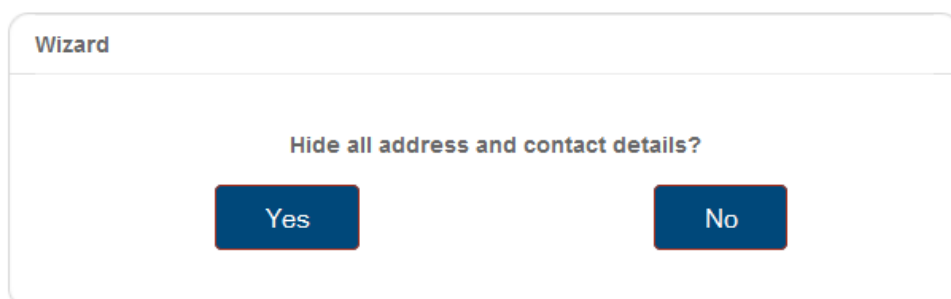 Wizard
Hide all address and contact details?
Yes No